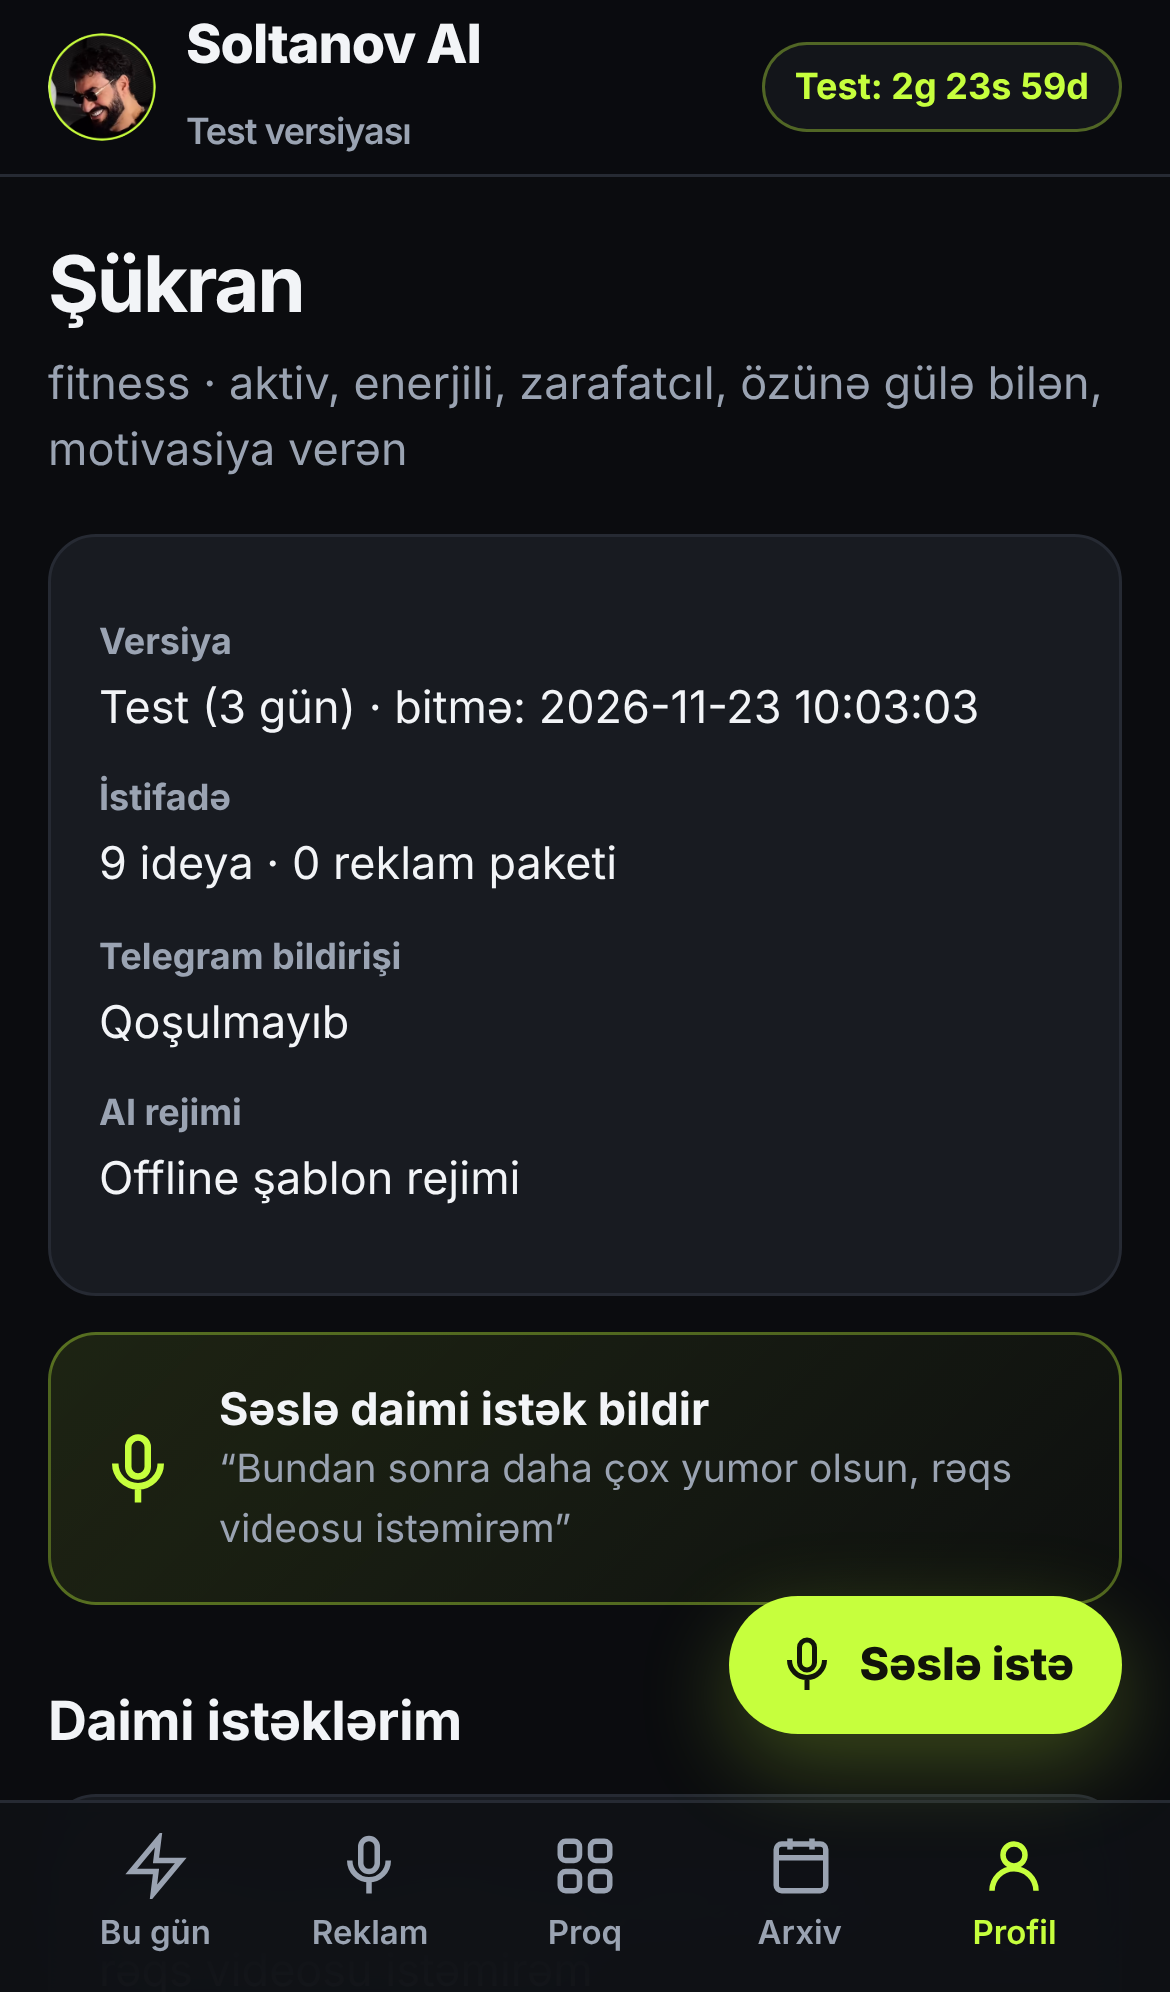 Soltanov AI
Test versiyası
Test: 2g 23s 59d
Şükran
fitness · aktiv, enerjili, zarafatcıl, özünə gülə bilən,
motivasiya verən
Versiya
Test (3 gün) · bitmə: 2026-11-23 10:03:03
İstifadə
9 ideya · 0 reklam paketi
Telegram bildirişi
Qoşulmayıb
AI rejimi
Offline şablon rejimi
Səslə daimi istək bildir
“Bundan sonra daha çox yumor olsun, rəqs
videosu istəmirəm”
Səslə istə
Daimi istəklərim
Bu gün
Reklam
Proq
Arxiv
Profil
rəqs videosu istəmirəm